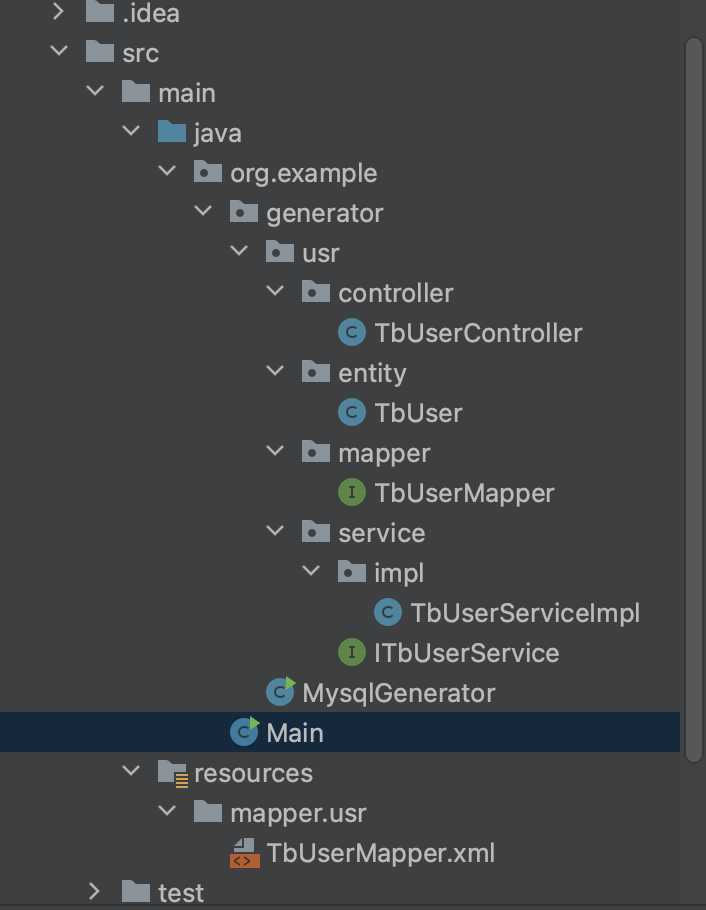 .idea
src
main
java
org.example
generator
usr
controller
TbUserController
entity
TbUser
mapper
TbUserMapper
service
impl
TbUserServiceImpl
ITbUserService
MysqlGenerator
Main
resources
mapper.usr
TbUserMapper.xml
test